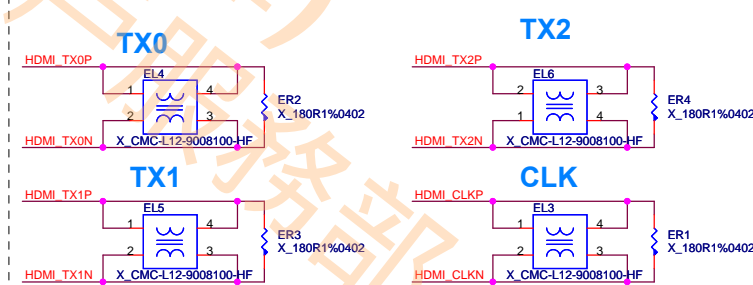 TX0
HDMI_TX0P
EL4
1
4
2
3
ER2
X_180R1%0402
HDMI_TX0N
X_CMC-L12-9008100-HF
TX2
HDMI_TX2P
EL6
2
3
1
4
ER4
X_180R1%0402
HDMI_TX2N
X_CMC-L12-9008100-HF
TX1
HDMI_TX1P
EL5
1
4
2
3
ER3
X_180R1%0402
HDMI_TX1N
X_CMC-L12-9008100-HF
CLK
HDMI_CLKP
EL3
1
4
2
3
ER1
X_180R1%0402
HDMI_CLKN
X_CMC-L12-9008100-HF
服務部